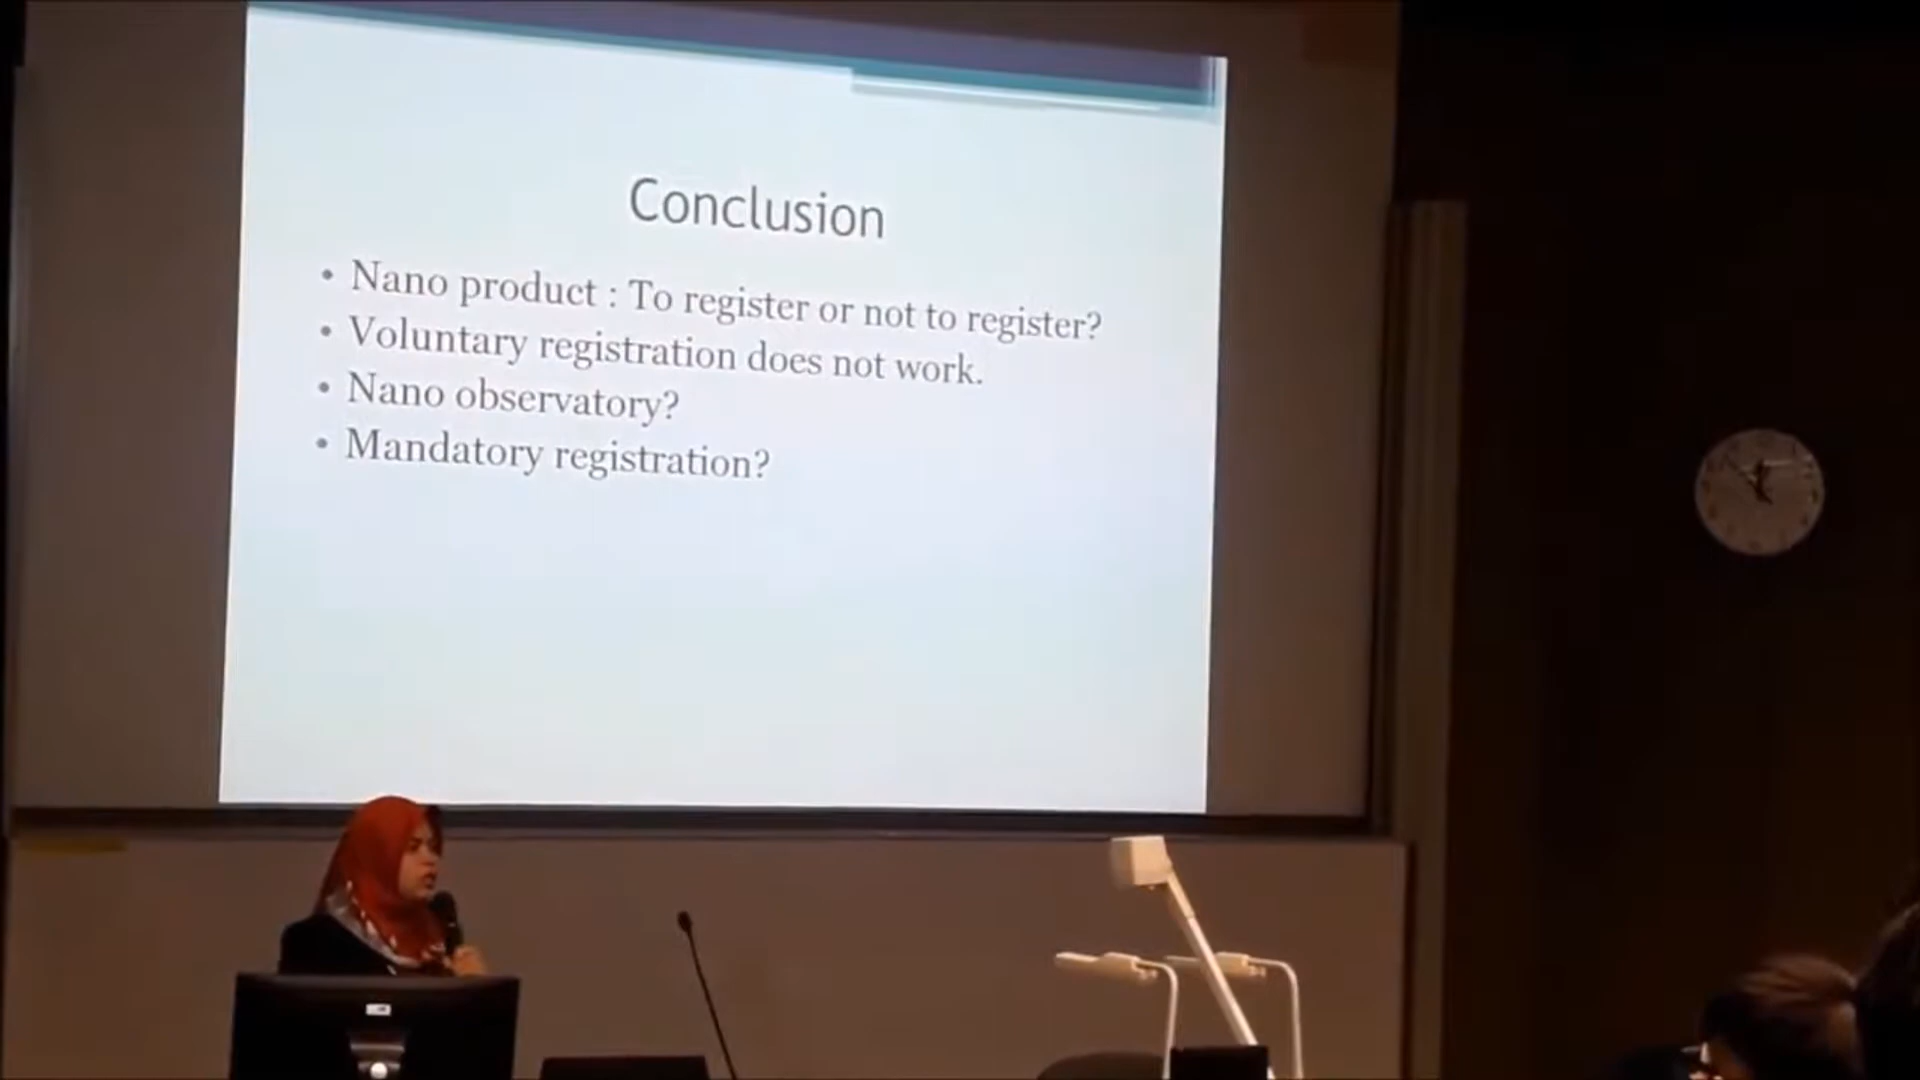 Conclusion
• Nano product : To register or not to register?
• Voluntary registration does not work.
• Nano observatory?
• Mandatory registration?